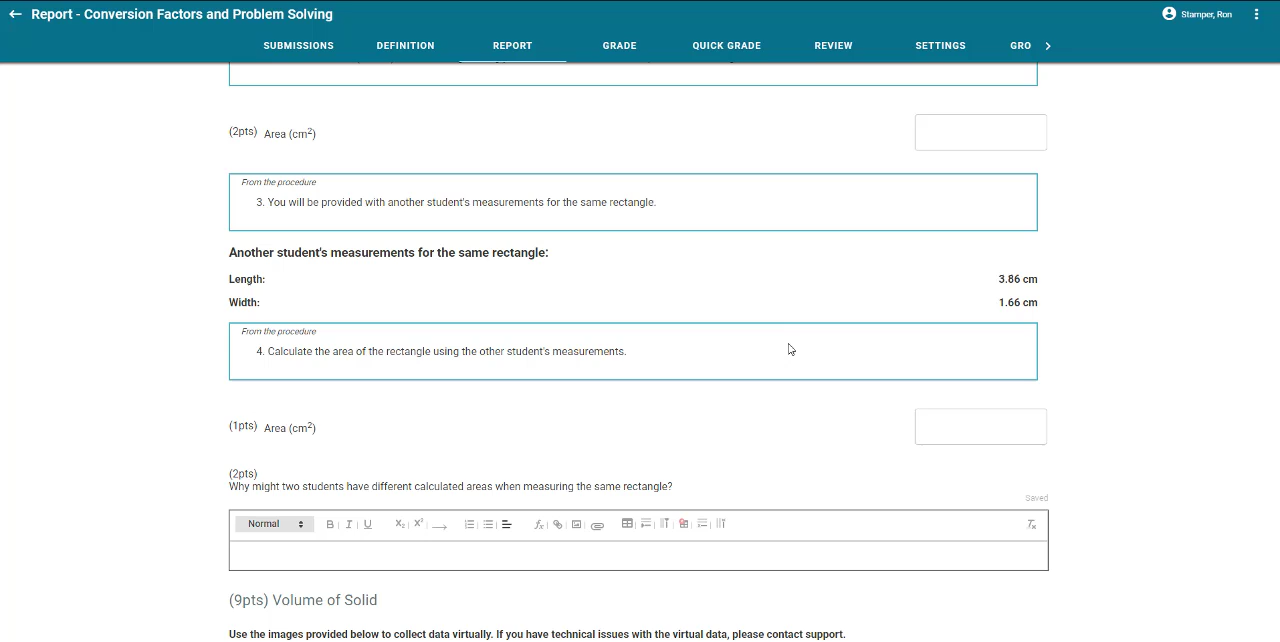 Report - Conversion Factors and Problem Solving
Stamper, Ron
SUBMISSIONS DEFINITION REPORT GRADE QUICK GRADE REVIEW SETTINGS GRO
(2pts) Area (cm²)
From the procedure
3. You will be provided with another student's measurements for the same rectangle.
Another student's measurements for the same rectangle:
Length: 3.86 cm
Width: 1.66 cm
From the procedure
4. Calculate the area of the rectangle using the other student's measurements.
(1pts) Area (cm²)
(2pts)
Why might two students have different calculated areas when measuring the same rectangle?
Saved
Normal B I U X₂ X² fx Tx
(9pts) Volume of Solid
Use the images provided below to collect data virtually. If you have technical issues with the virtual data, please contact support.